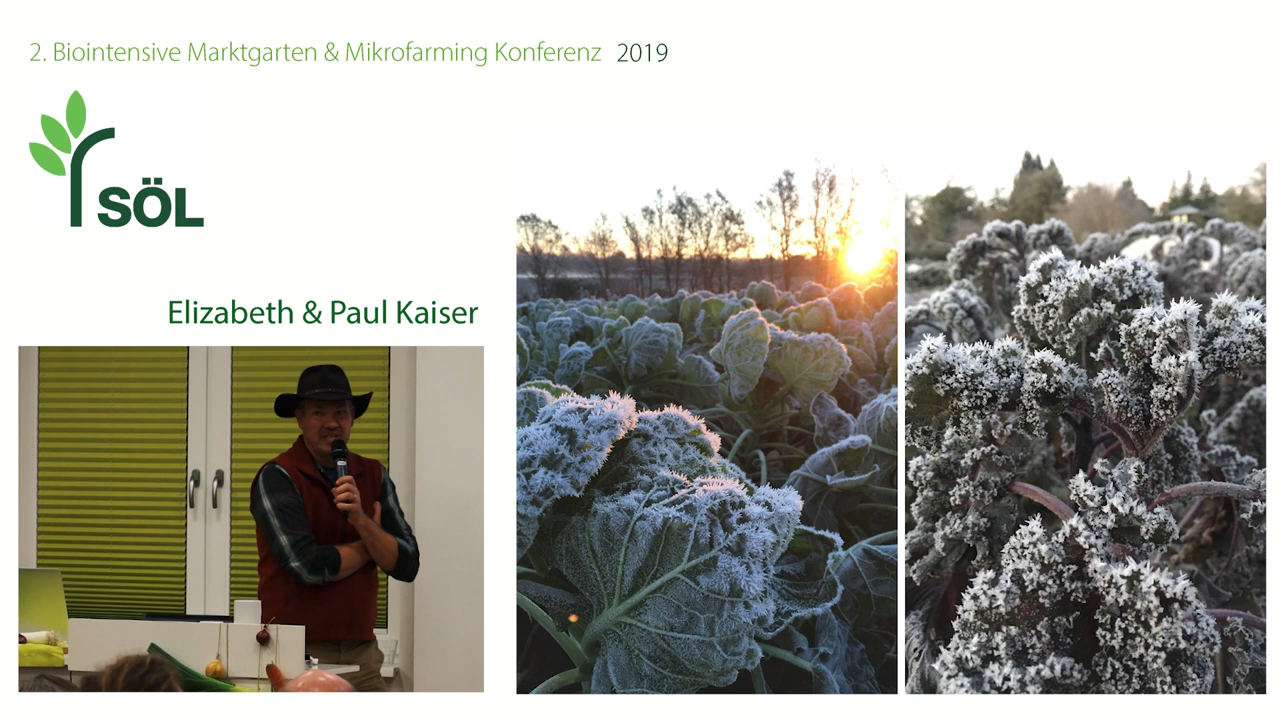 2. Biointensive Marktgarten & Mikrofarming Konferenz 2019
SÖL
Elizabeth & Paul Kaiser